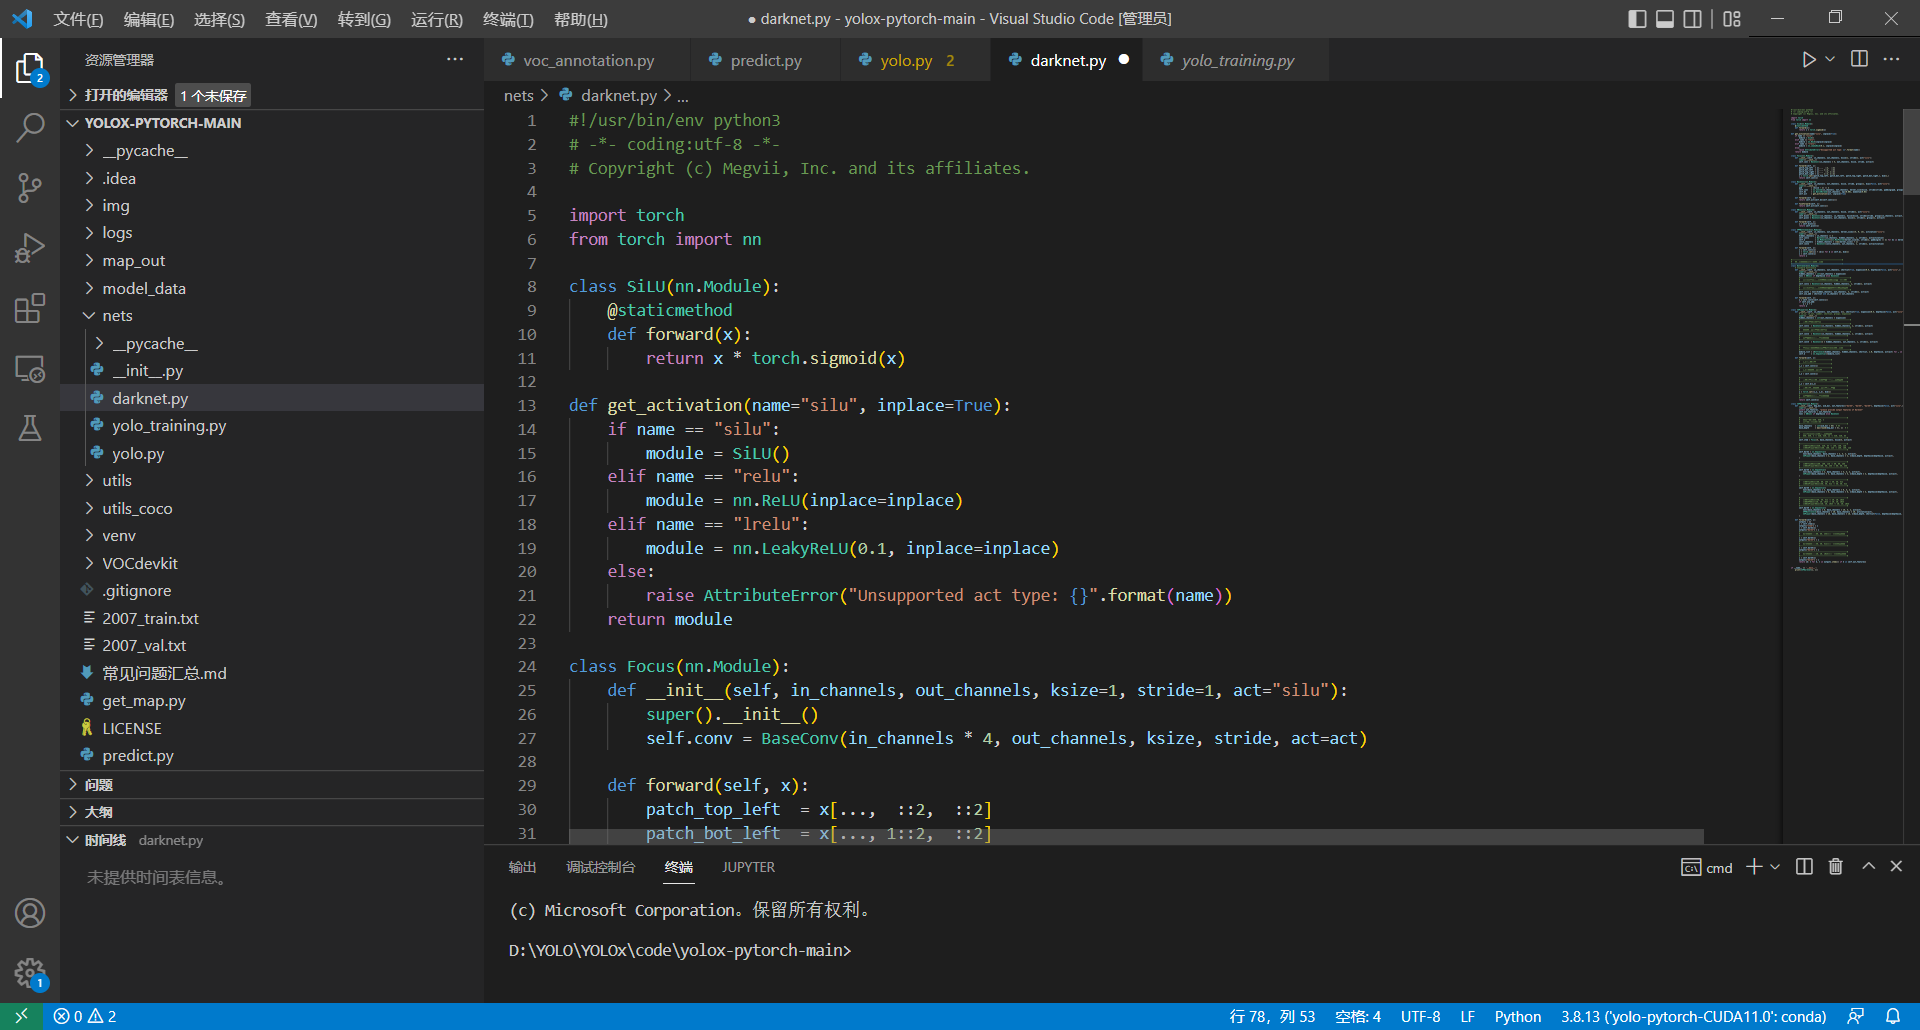 文件(F) 编辑(E) 选择(S) 查看(V) 转到(G) 运行(R) 终端(T) 帮助(H)
● darknet.py - yolox-pytorch-main - Visual Studio Code [管理员]
资源管理器
voc_annotation.py predict.py yolo.py 2 darknet.py yolo_training.py
2
打开的编辑器 1 个未保存
YOLOX-PYTORCH-MAIN
__pycache__
.idea
img
logs
map_out
model_data
nets
__pycache__
__init__.py
darknet.py
yolo_training.py
yolo.py
utils
utils_coco
venv
VOCdevkit
.gitignore
2007_train.txt
2007_val.txt
常见问题汇总.md
get_map.py
LICENSE
predict.py
问题
大纲
时间线 darknet.py
未提供时间表信息。
1
nets > darknet.py > ...
1 #!/usr/bin/env python3
2 # -*- coding:utf-8 -*-
3 # Copyright (c) Megvii, Inc. and its affiliates.
4
5 import torch
6 from torch import nn
7
8 class SiLU(nn.Module):
9     @staticmethod
10     def forward(x):
11         return x * torch.sigmoid(x)
12
13 def get_activation(name="silu", inplace=True):
14     if name == "silu":
15         module = SiLU()
16     elif name == "relu":
17         module = nn.ReLU(inplace=inplace)
18     elif name == "lrelu":
19         module = nn.LeakyReLU(0.1, inplace=inplace)
20     else:
21         raise AttributeError("Unsupported act type: {}".format(name))
22     return module
23
24 class Focus(nn.Module):
25     def __init__(self, in_channels, out_channels, ksize=1, stride=1, act="silu"):
26         super().__init__()
27         self.conv = BaseConv(in_channels * 4, out_channels, ksize, stride, act=act)
28
29     def forward(self, x):
30         patch_top_left  = x[...,  ::2,  ::2]
31         patch_bot_left  = x[..., 1::2,  ::2]
输出 调试控制台 终端 JUPYTER
cmd
(c) Microsoft Corporation。保留所有权利。
D:\YOLO\YOLOx\code\yolox-pytorch-main>
0 2
行 78，列 53 空格: 4 UTF-8 LF Python 3.8.13 ('yolo-pytorch-CUDA11.0': conda)